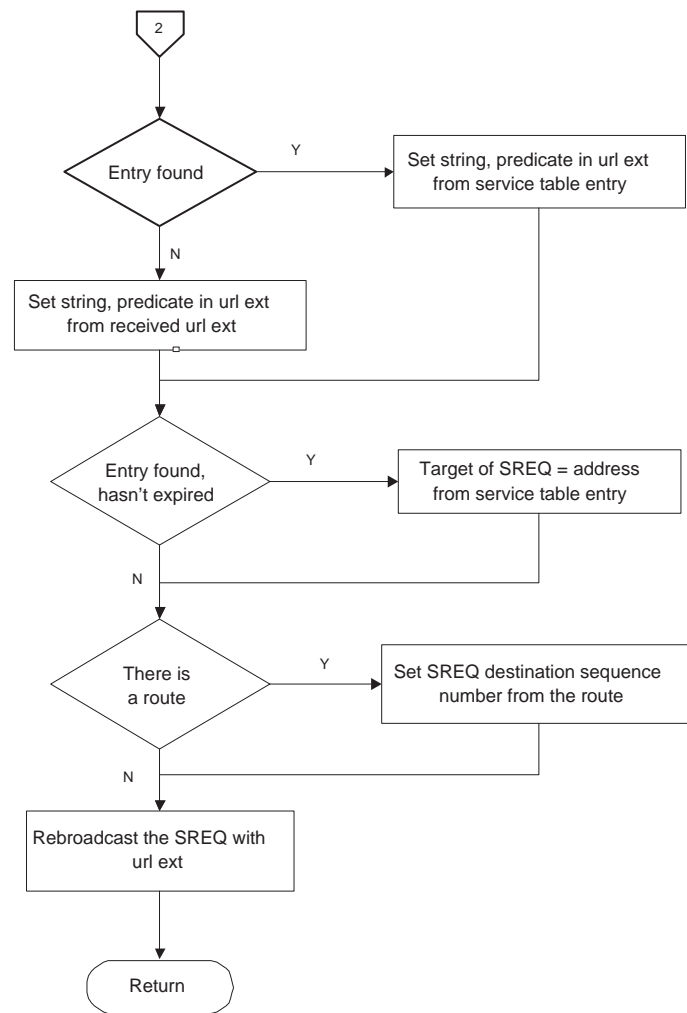 2
Entry found
Y
Set string, predicate in url ext
from service table entry
N
Set string, predicate in url ext
from received url ext
Entry found,
hasn't expired
Y
Target of SREQ = address
from service table entry
N
There is
a route
Y
Set SREQ destination sequence
number from the route
N
Rebroadcast the SREQ with
url ext
Return